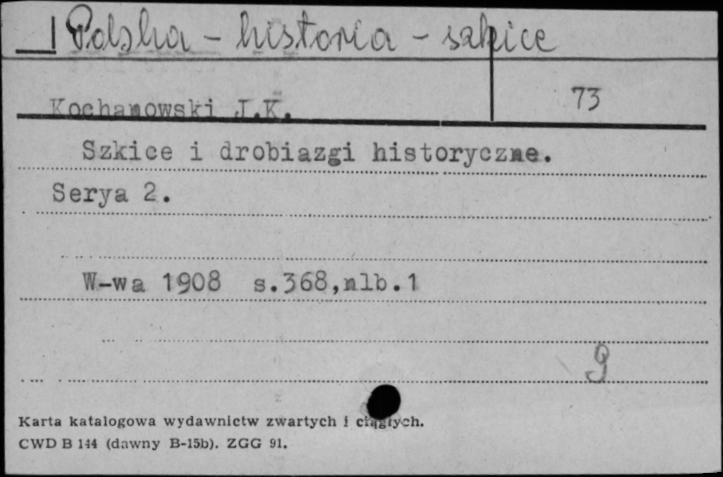 Polska - historia - szkice
Kochanowski J.K. 73
Szkice i drobiazgi historyczne.
Serya 2.
W-wa 1908 s.368,nlb.1
9
Karta katalogowa wydawnictw zwartych i ciągłych.
CWD B 144 (dawny B-15b). ZGG 91.